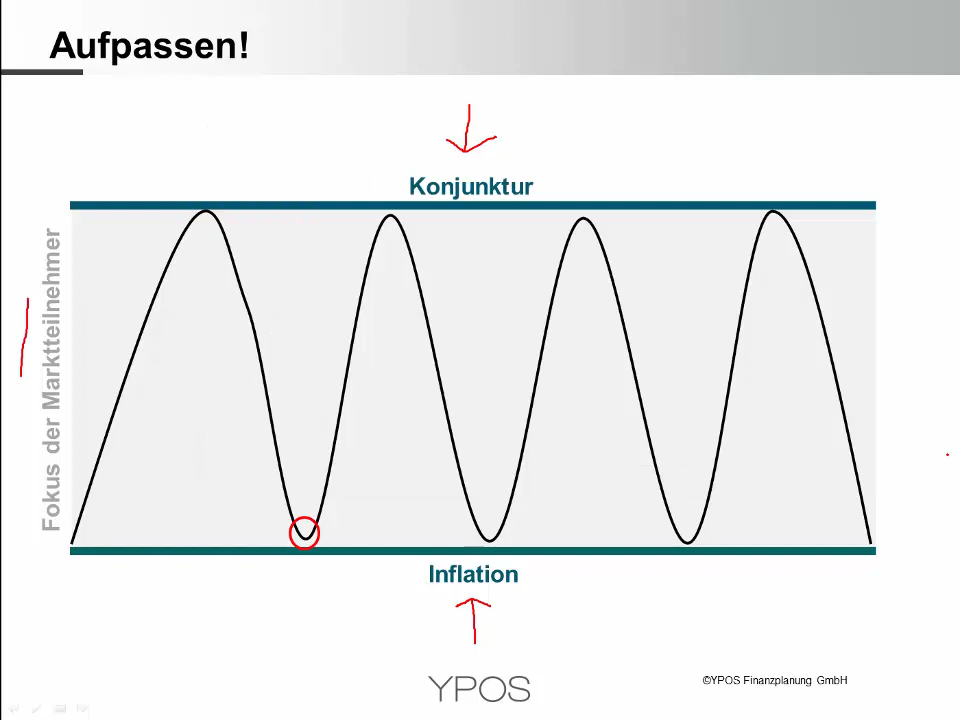 Aufpassen!
Konjunktur
Fokus der Marktteilnehmer
Inflation
YPOS
©YPOS Finanzplanung GmbH